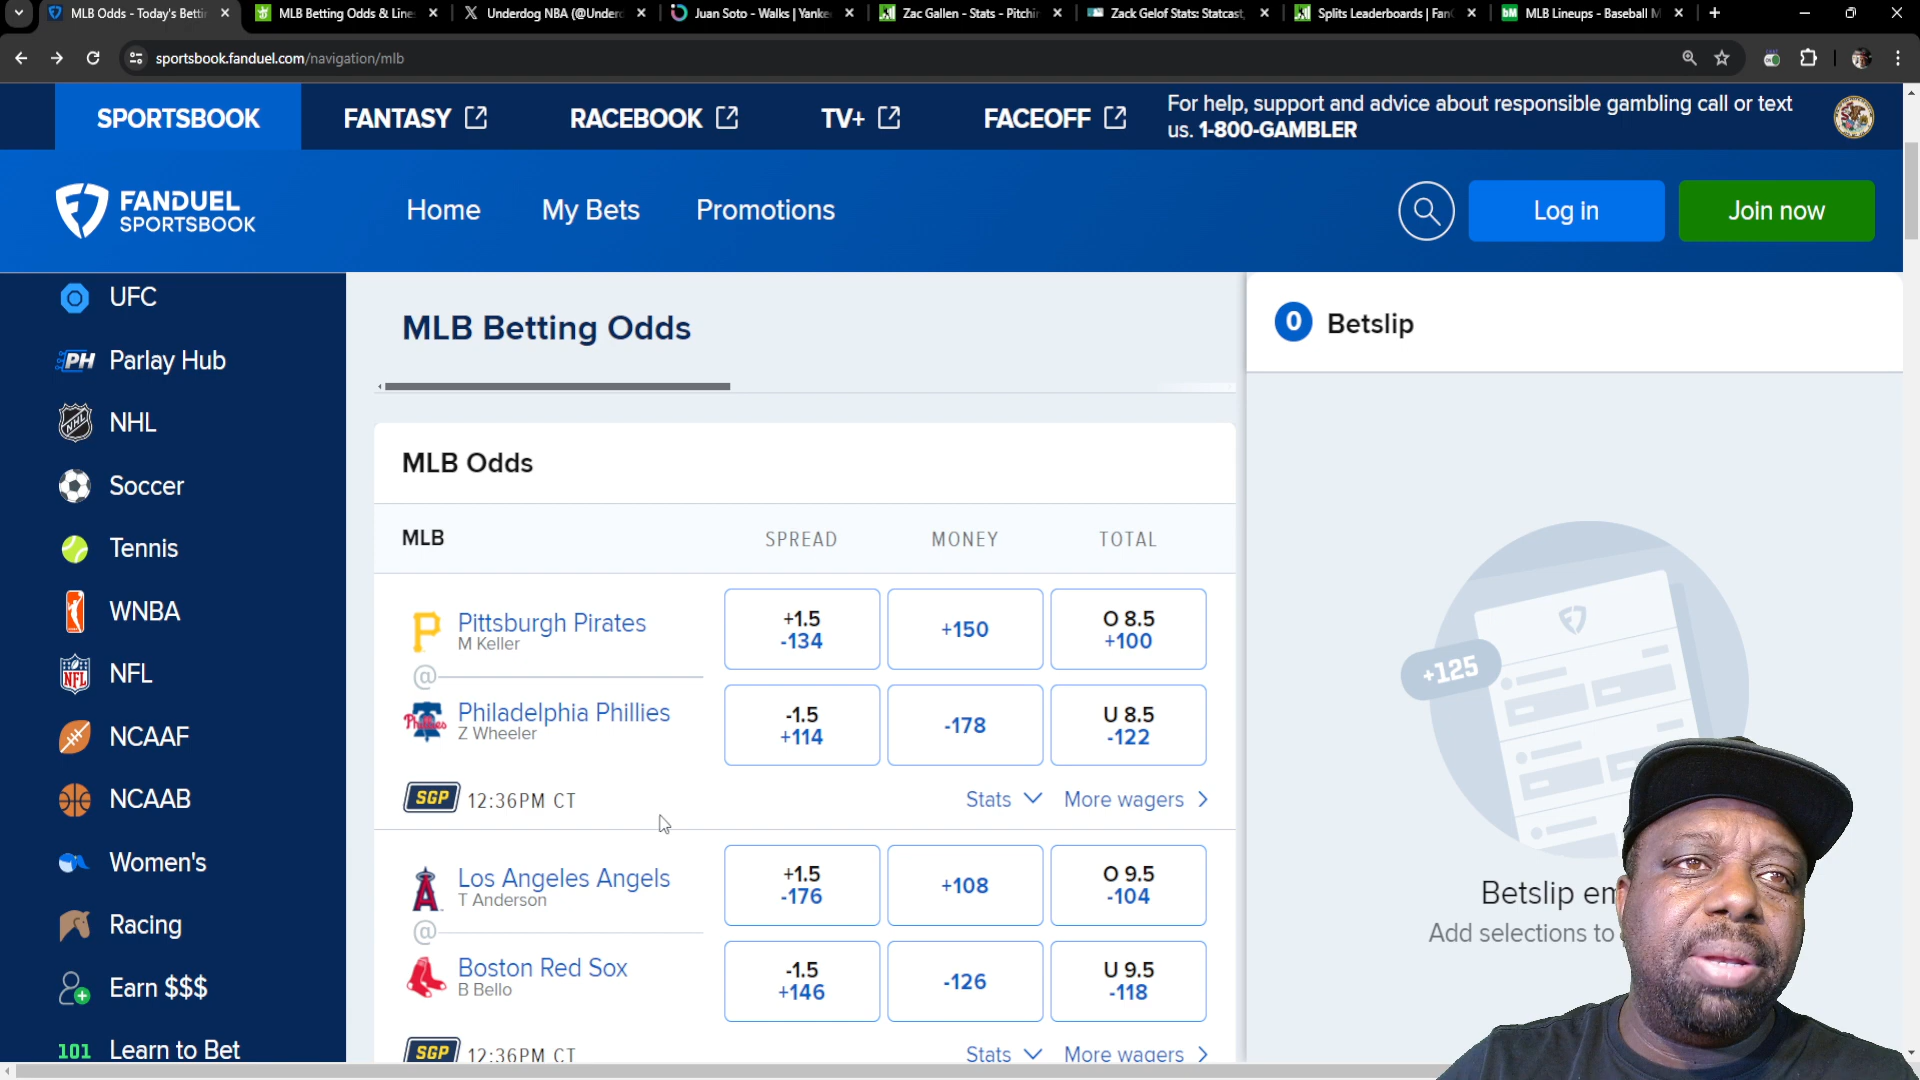 MLB Odds - Today's Betti
MLB Betting Odds & Line
Underdog NBA (@Underd
Juan Soto - Walks | Yanke
Zac Gallen - Stats - Pitchin
Zack Gelof Stats: Statcast,
Splits Leaderboards | Fan
MLB Lineups - Baseball M
sportsbook.fanduel.com/navigation/mlb
SPORTSBOOK
FANTASY
RACEBOOK
TV+
FACEOFF
For help, support and advice about responsible gambling call or text
us. 1-800-GAMBLER
FANDUEL
SPORTSBOOK
Home
My Bets
Promotions
Log in
Join now
UFC
PH Parlay Hub
NHL
Soccer
Tennis
WNBA
NFL
NCAAF
NCAAB
Women's
Racing
Earn $$$
101 Learn to Bet
MLB Betting Odds
MLB Odds
MLB SPREAD MONEY TOTAL
Pittsburgh Pirates
M Keller
+1.5
-134
+150
O 8.5
+100
@
Philadelphia Phillies
Z Wheeler
-1.5
+114
-178
U 8.5
-122
SGP 12:36PM CT
Stats
More wagers
Los Angeles Angels
T Anderson
+1.5
-176
+108
O 9.5
-104
@
Boston Red Sox
B Bello
-1.5
+146
-126
U 9.5
-118
SGP 12:36PM CT
Stats
More wagers
0 Betslip
+125
Betslip em
Add selections to